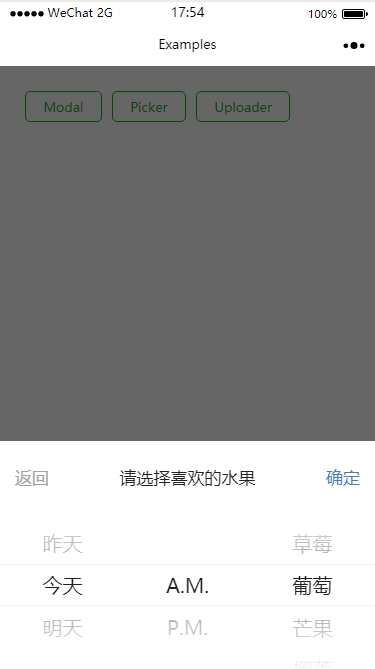 WeChat 2G 17:54 100%
Examples
Modal Picker Uploader
返回 请选择喜欢的水果 确定
昨天 草莓
今天 A.M. 葡萄
明天 P.M. 芒果